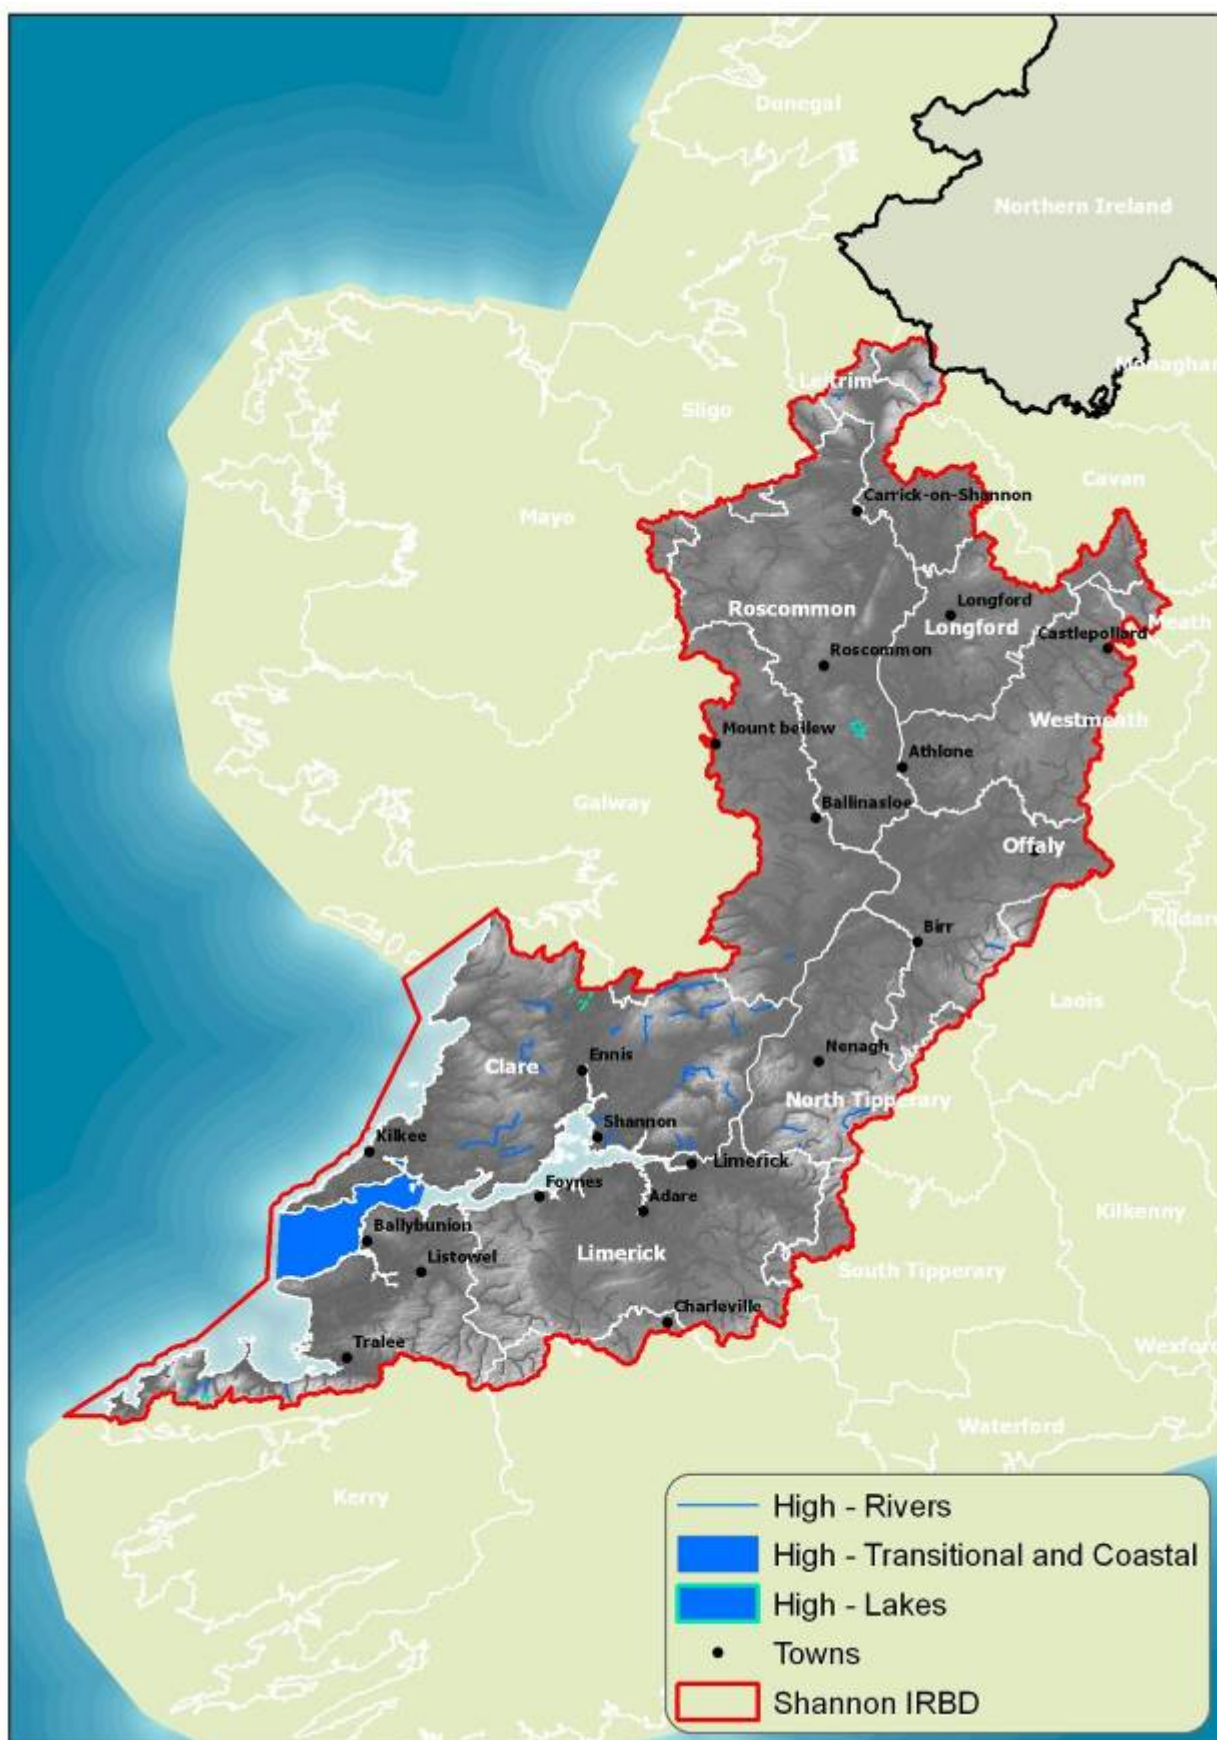 Donegal
Northern Ireland
Monaghan
Leitrim
Sligo
Cavan
Carrick-on-Shannon
Mayo
Longford
Roscommon
Longford
Meath
Castlepollard
Roscommon
Westmeath
Mount bellew
Athlone
Galway
Ballinasloe
Offaly
Kildare
Birr
Laois
Clare
Ennis
Nenagh
North Tipperary
Shannon
Kilkee
Limerick
Foynes
Adare
Kilkenny
Ballybunion
Limerick
Listowel
South Tipperary
Charleville
Tralee
Wexford
Waterford
Kerry
High - Rivers
High - Transitional and Coastal
High - Lakes
Towns
Shannon IRBD